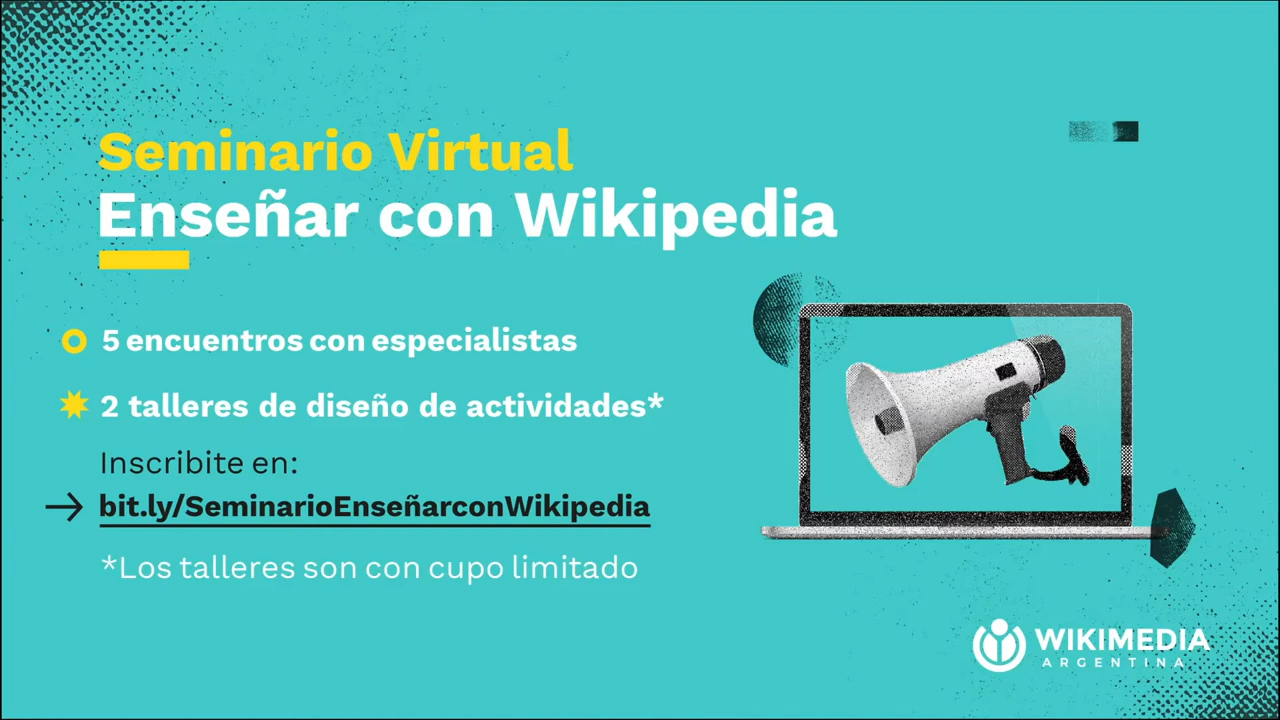 Seminario Virtual
Enseñar con Wikipedia
5 encuentros con especialistas
2 talleres de diseño de actividades*
Inscribite en:
bit.ly/SeminarioEnseñarconWikipedia
*Los talleres son con cupo limitado
WIKIMEDIA
ARGENTINA